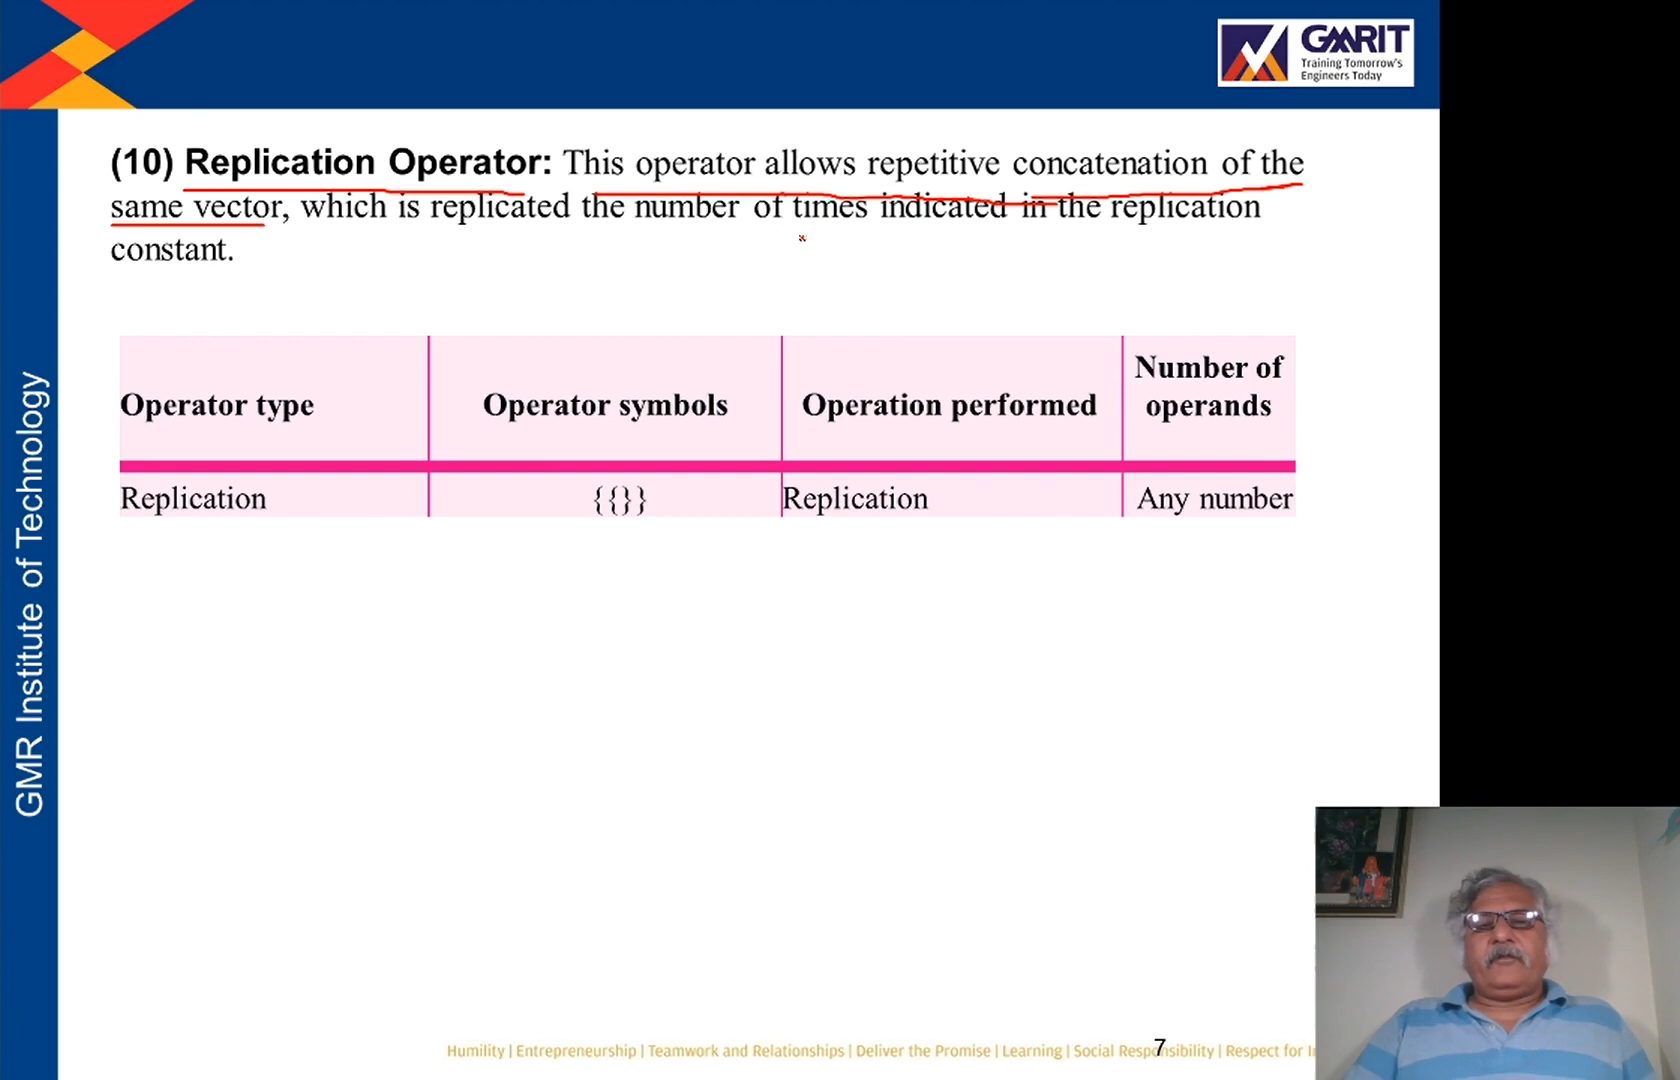 GMRIT
Training Tomorrow's
Engineers Today
(10) Replication Operator: This operator allows repetitive concatenation of the
same vector, which is replicated the number of times indicated in the replication
constant.
Operator type
Operator symbols
Operation performed
Number of
operands
Replication
{{}}
Replication
Any number
GMR Institute of Technology
Humility | Entrepreneurship | Teamwork and Relationships | Deliver the Promise | Learning | Social Responsibility | Respect for
7